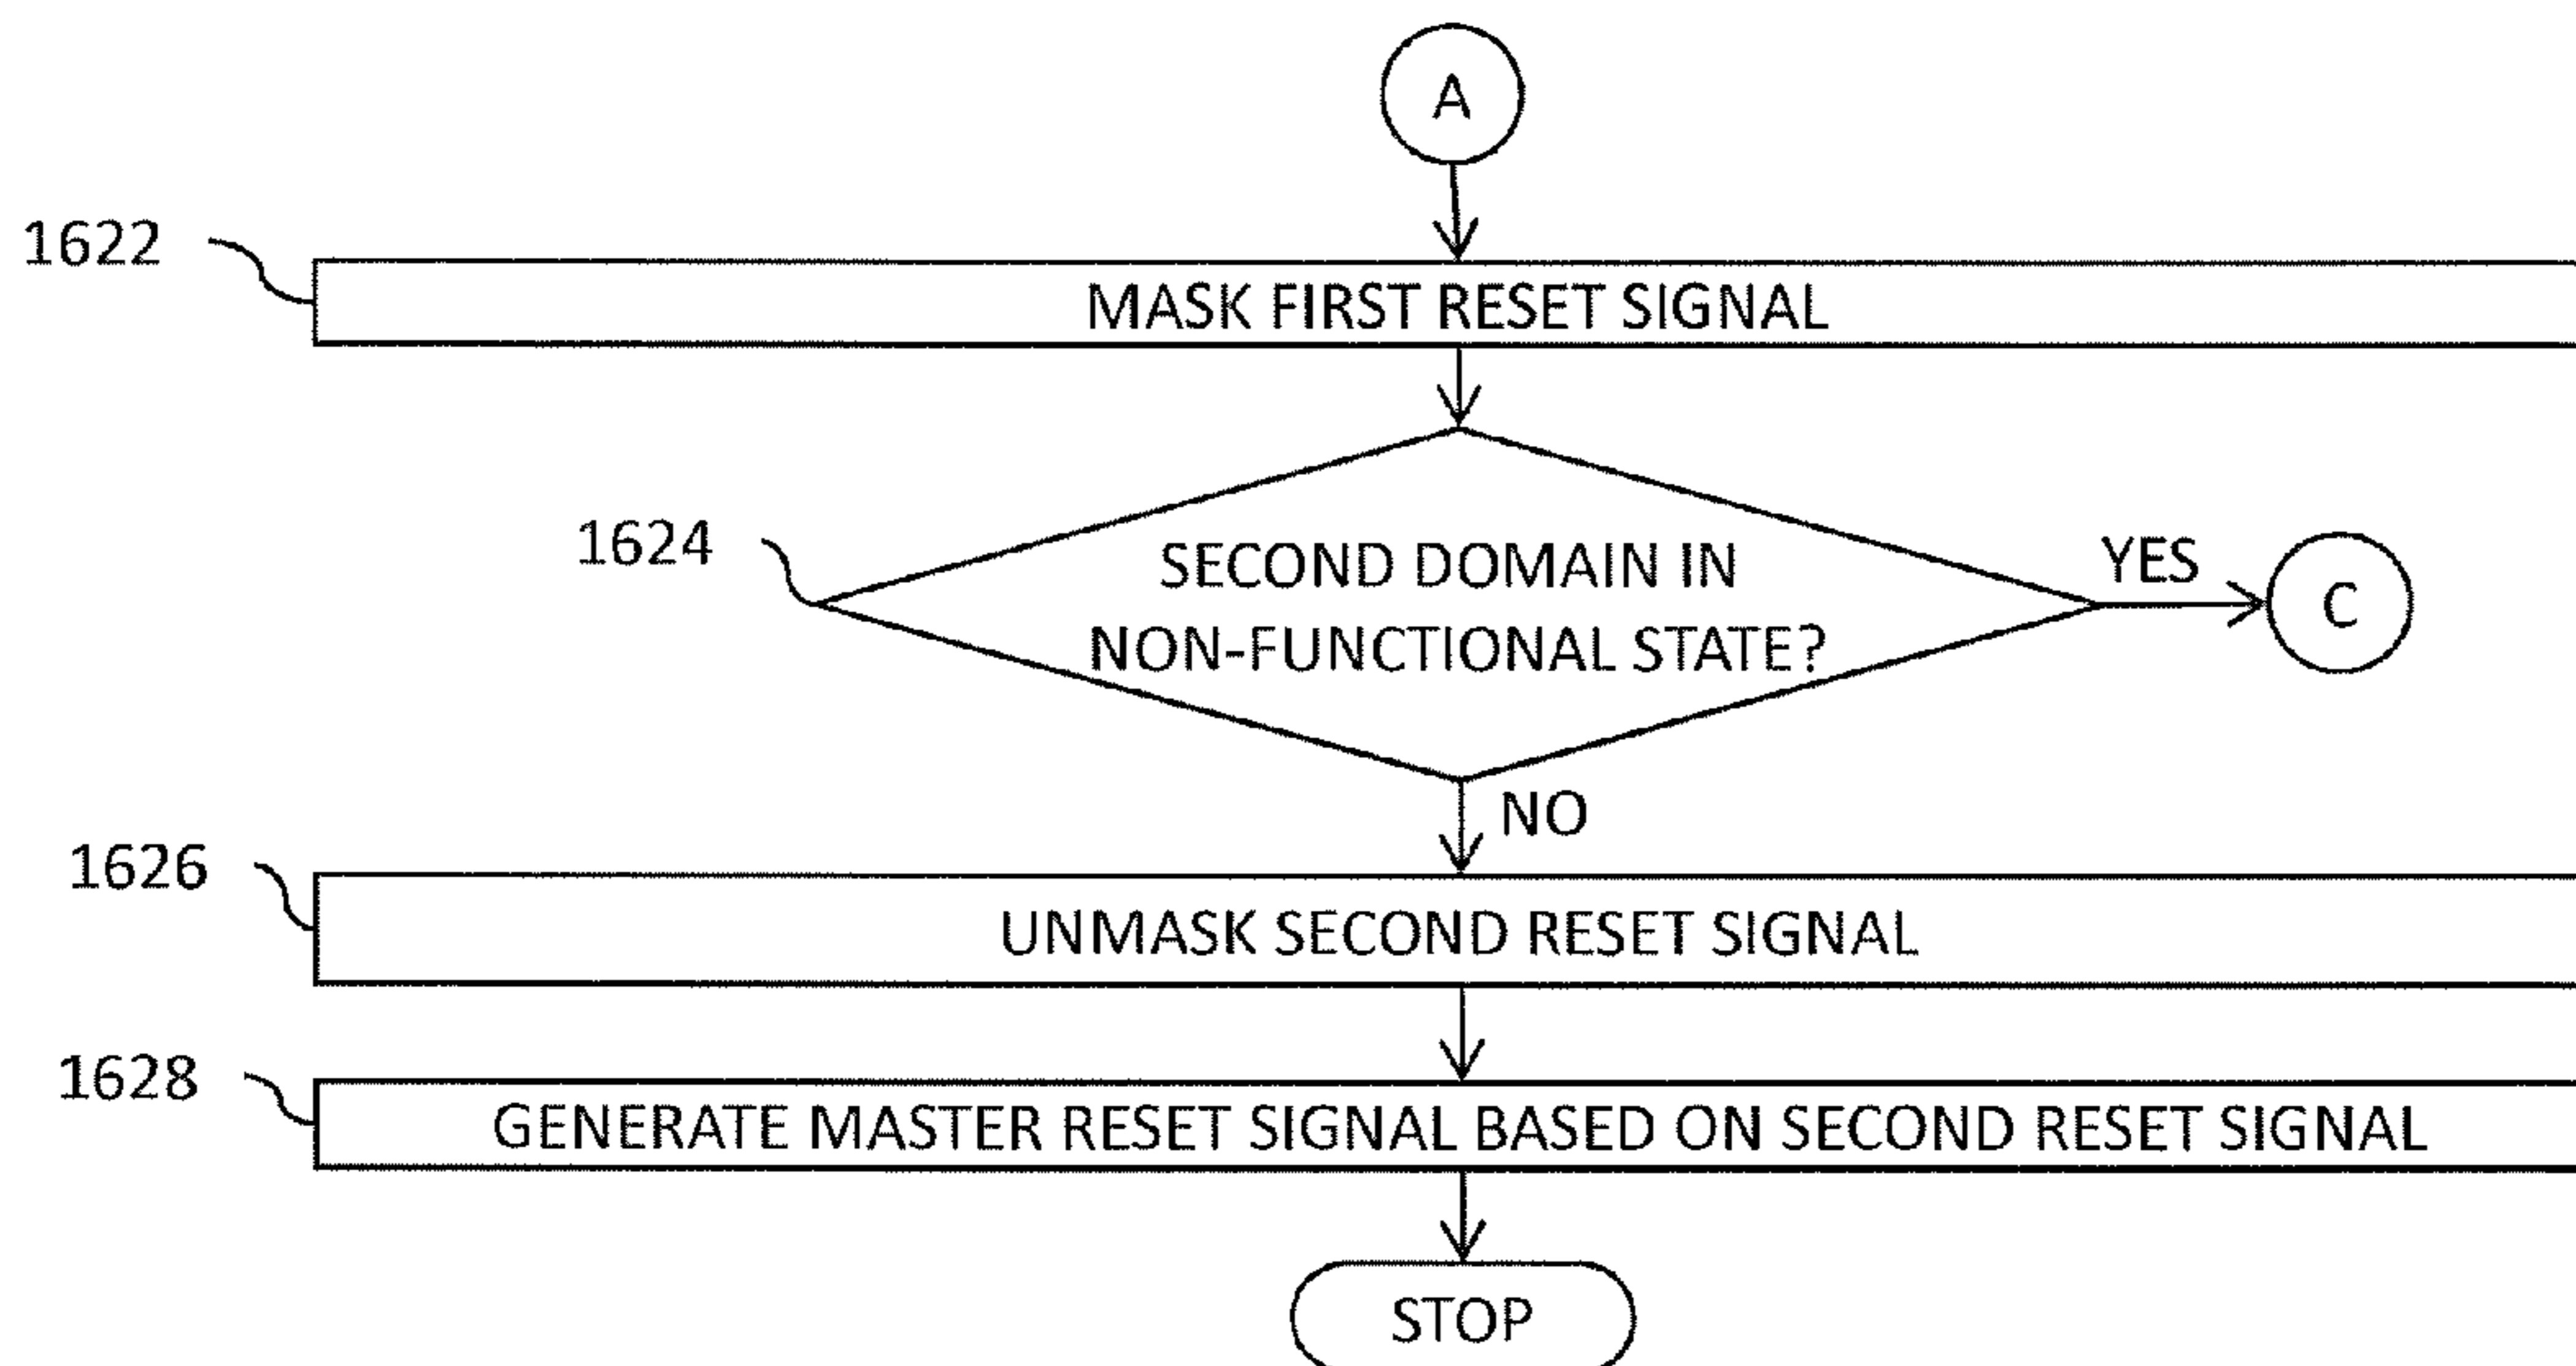 A
1622
MASK FIRST RESET SIGNAL
1624
SECOND DOMAIN IN
NON-FUNCTIONAL STATE?
YES
C
NO
1626
UNMASK SECOND RESET SIGNAL
1628
GENERATE MASTER RESET SIGNAL BASED ON SECOND RESET SIGNAL
STOP